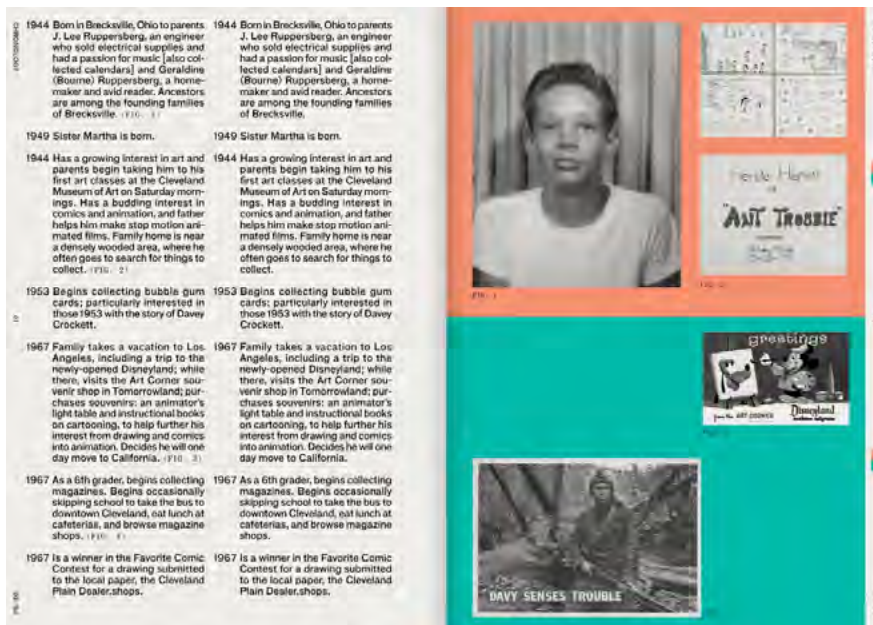 CHRONOLOGY
1944 Born in Brecksville, Ohio to parents
J. Lee Ruppersberg, an engineer
who sold electrical supplies and
had a passion for music [also col-
lected calendars] and Geraldine
(Bourne) Ruppersberg, a home-
maker and avid reader. Ancestors
are among the founding families
of Brecksville. (FIG. 1)
1949 Sister Martha is born.
1944 Has a growing interest in art and
parents begin taking him to his
first art classes at the Cleveland
Museum of Art on Saturday morn-
ings. Has a budding interest in
comics and animation, and father
helps him make stop motion ani-
mated films. Family home is near
a densely wooded area, where he
often goes to search for things to
collect. (FIG. 2)
1953 Begins collecting bubble gum
cards; particularly interested in
those 1953 with the story of Davey
Crockett.
1967 Family takes a vacation to Los
Angeles, including a trip to the
newly-opened Disneyland; while
there, visits the Art Corner sou-
venir shop in Tomorrowland; pur-
chases souvenirs: an animator's
light table and instructional books
on cartooning, to help further his
interest from drawing and comics
into animation. Decides he will one
day move to California. (FIG. 3)
1967 As a 6th grader, begins collecting
magazines. Begins occasionally
skipping school to take the bus to
downtown Cleveland, eat lunch at
cafeterias, and browse magazine
shops. (FIG. 4)
1967 Is a winner in the Favorite Comic
Contest for a drawing submitted
to the local paper, the Cleveland
Plain Dealer.shops.
1944 Born in Brecksville, Ohio to parents
J. Lee Ruppersberg, an engineer
who sold electrical supplies and
had a passion for music [also col-
lected calendars] and Geraldine
(Bourne) Ruppersberg, a home-
maker and avid reader. Ancestors
are among the founding families
of Brecksville.
1949 Sister Martha is born.
1944 Has a growing interest in art and
parents begin taking him to his
first art classes at the Cleveland
Museum of Art on Saturday morn-
ings. Has a budding interest in
comics and animation, and father
helps him make stop motion ani-
mated films. Family home is near
a densely wooded area, where he
often goes to search for things to
collect.
1953 Begins collecting bubble gum
cards; particularly interested in
those 1953 with the story of Davey
Crockett.
1967 Family takes a vacation to Los
Angeles, including a trip to the
newly-opened Disneyland; while
there, visits the Art Corner sou-
venir shop in Tomorrowland; pur-
chases souvenirs: an animator's
light table and instructional books
on cartooning, to help further his
interest from drawing and comics
into animation. Decides he will one
day move to California.
1967 As a 6th grader, begins collecting
magazines. Begins occasionally
skipping school to take the bus to
downtown Cleveland, eat lunch at
cafeterias, and browse magazine
shops.
1967 Is a winner in the Favorite Comic
Contest for a drawing submitted
to the local paper, the Cleveland
Plain Dealer.shops.
"ANT TROUBLE"
FIG. 1
greetings
from the ART CORNER
Disneyland
DAVY SENSES TROUBLE